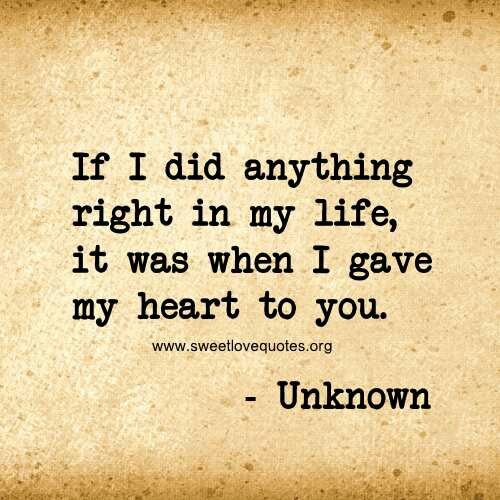 If I did anything
right in my life,
it was when I gave
my heart to you.
www.sweetlovequotes.org
- Unknown